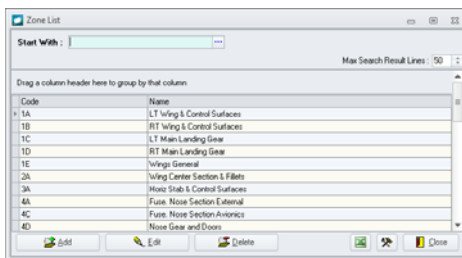 Zone List
Start With :
Max Search Result Lines : 50
Drag a column header here to group by that column
Code Name
1A LT Wing & Control Surfaces
1B RT Wing & Control Surfaces
1C LT Main Landing Gear
1D RT Main Landing Gear
1E Wings General
2A Wing Center Section & Fillets
3A Horiz Stab & Control Surfaces
4A Fuse. Nose Section External
4C Fuse. Nose Section Avionics
4D Nose Gear and Doors
Add Edit Delete Close